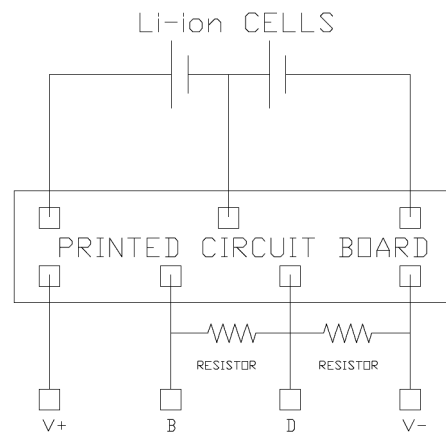 Li-ion CELLS
PRINTED CIRCUIT BOARD
RESISTOR RESISTOR
V+ B D V-